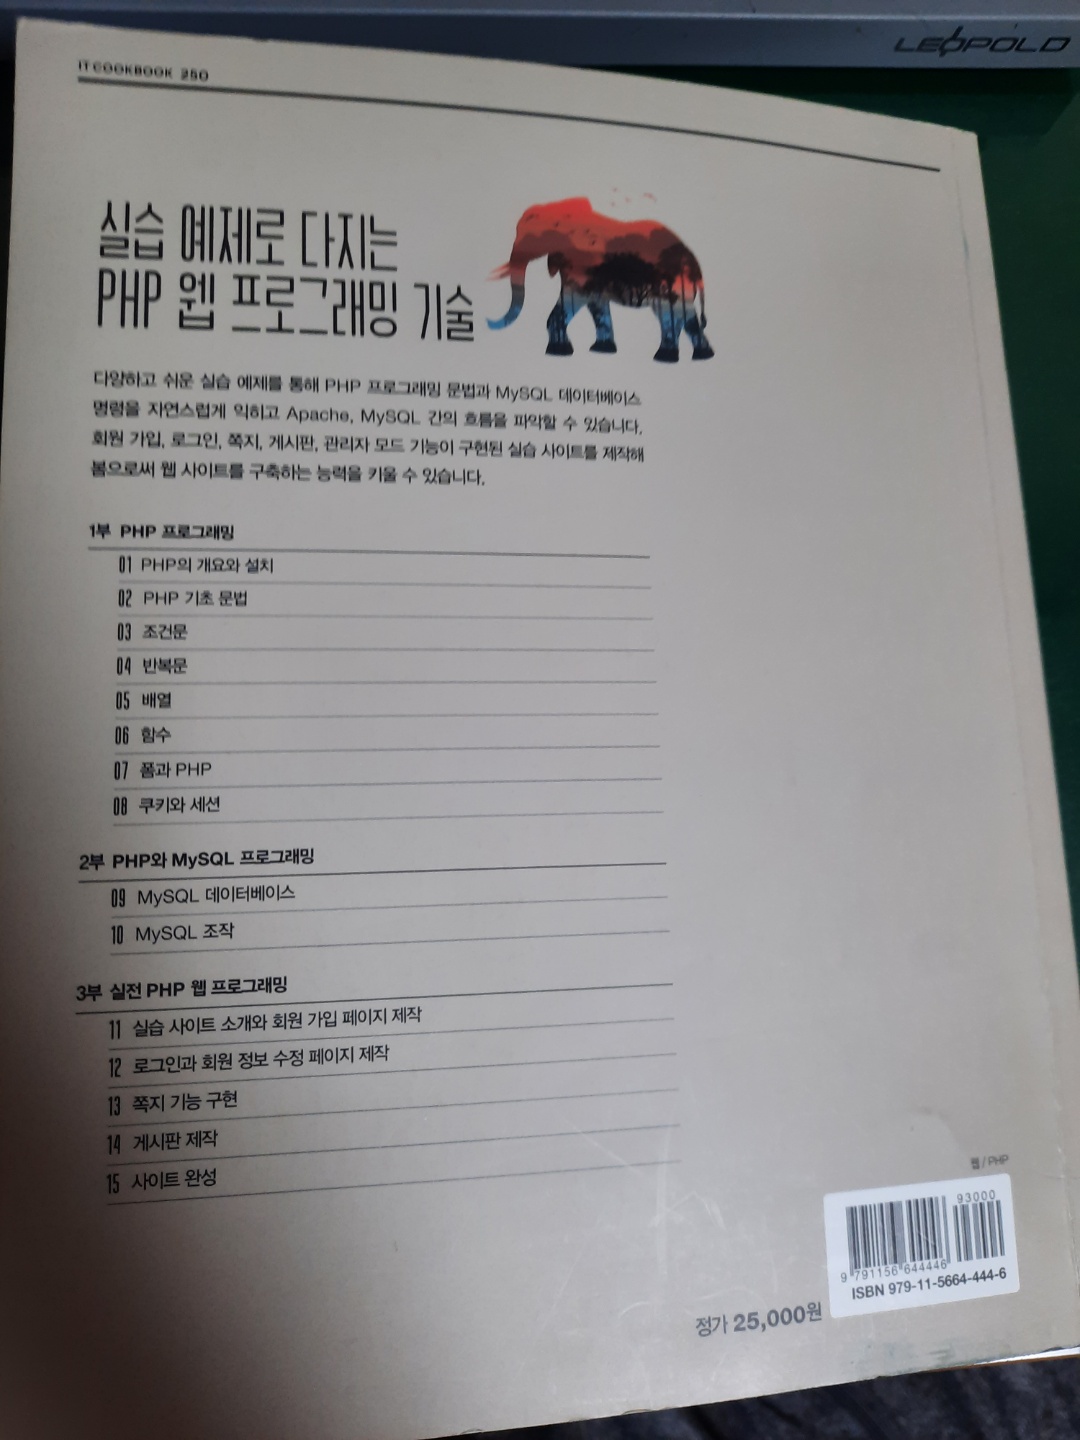 LEOPOLD
IT COOKBOOK 250
실습 예제로 다지는
PHP 웹 프로그래밍 기술
다양하고 쉬운 실습 예제를 통해 PHP 프로그래밍 문법과 MySQL 데이터베이스
명령을 자연스럽게 익히고 Apache, MySQL 간의 흐름을 파악할 수 있습니다.
회원 가입, 로그인, 쪽지, 게시판, 관리자 모드 기능이 구현된 실습 사이트를 제작해
봄으로써 웹 사이트를 구축하는 능력을 키울 수 있습니다.
1부 PHP 프로그래밍
01 PHP의 개요와 설치
02 PHP 기초 문법
03 조건문
04 반복문
05 배열
06 함수
07 폼과 PHP
08 쿠키와 세션
2부 PHP와 MySQL 프로그래밍
09 MySQL 데이터베이스
10 MySQL 조작
3부 실전 PHP 웹 프로그래밍
11 실습 사이트 소개와 회원 가입 페이지 제작
12 로그인과 회원 정보 수정 페이지 제작
13 쪽지 기능 구현
14 게시판 제작
15 사이트 완성
웹 / PHP
93000
9 791156 644446
ISBN 979-11-5664-444-6
정가 25,000원